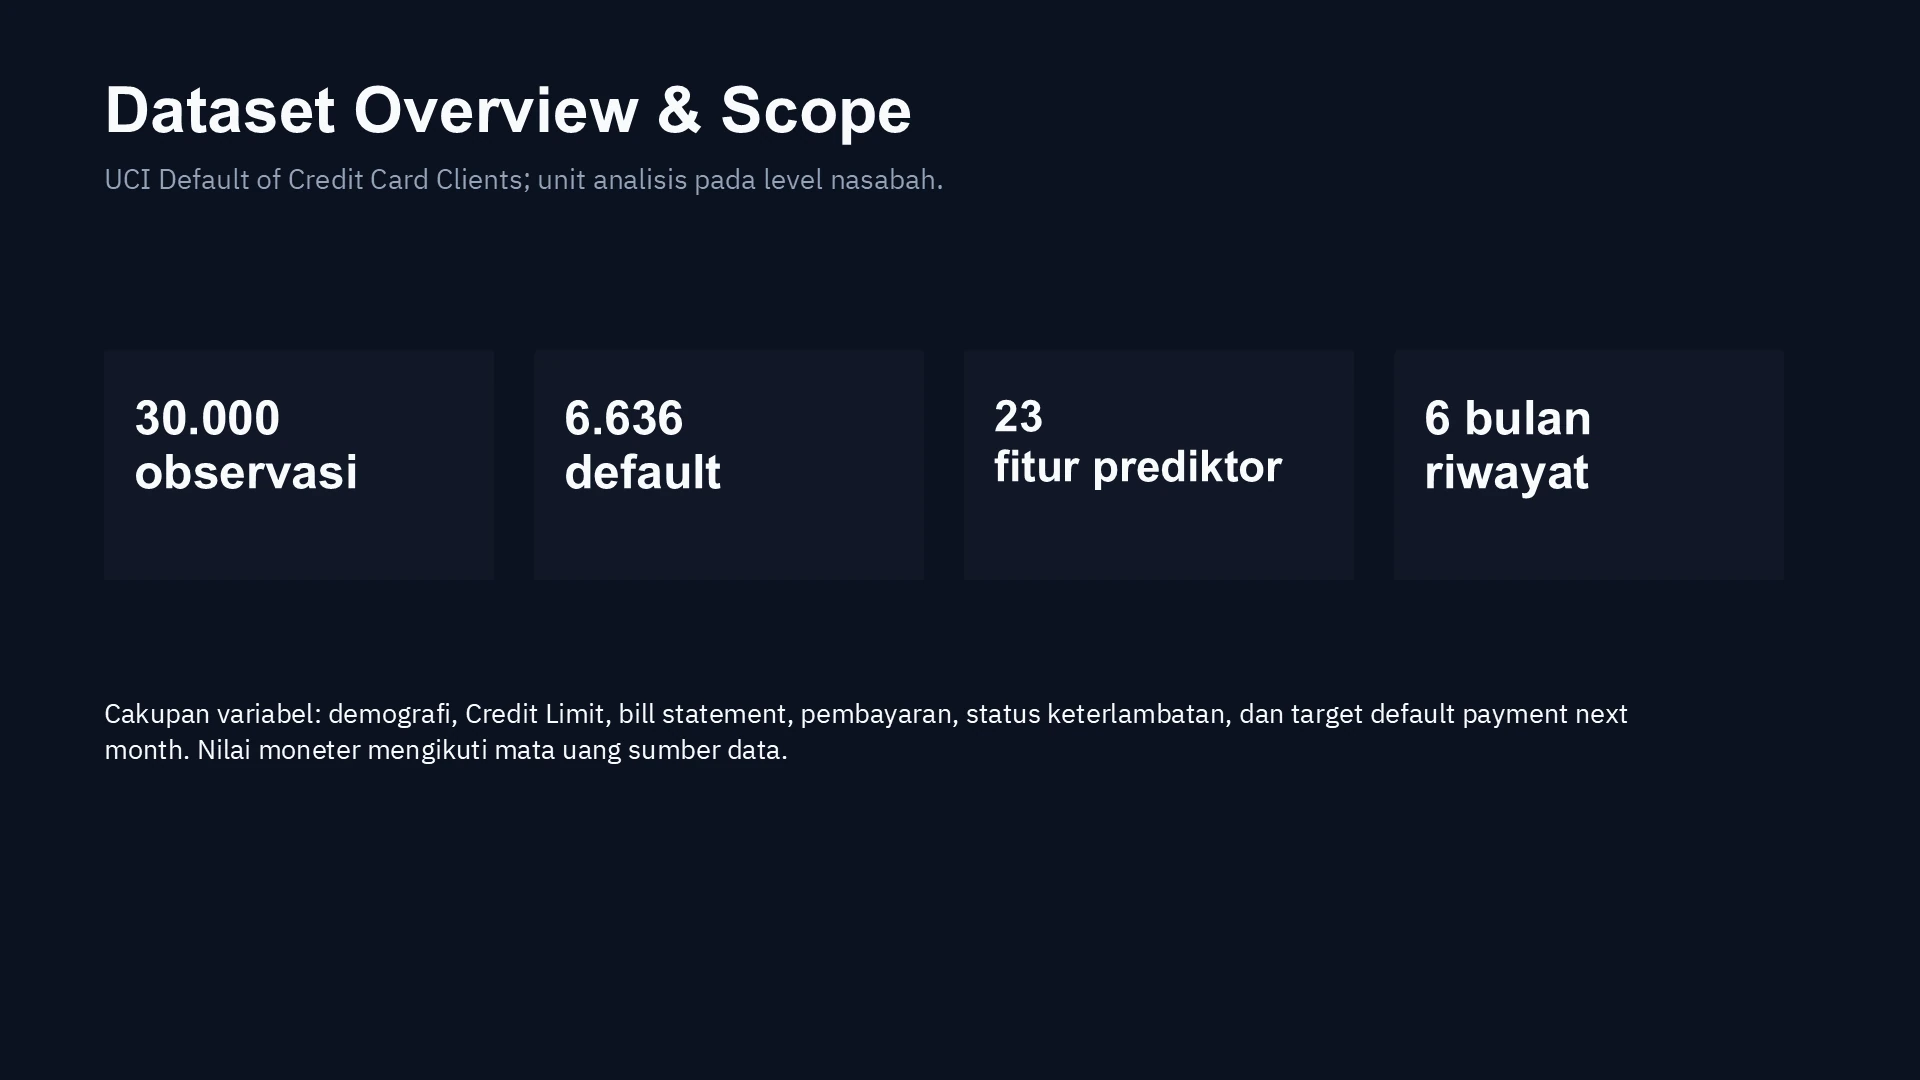 Dataset Overview & Scope
UCI Default of Credit Card Clients; unit analisis pada level nasabah.
30.000
observasi
6.636
default
23
fitur prediktor
6 bulan
riwayat
Cakupan variabel: demografi, Credit Limit, bill statement, pembayaran, status keterlambatan, dan target default payment next
month. Nilai moneter mengikuti mata uang sumber data.